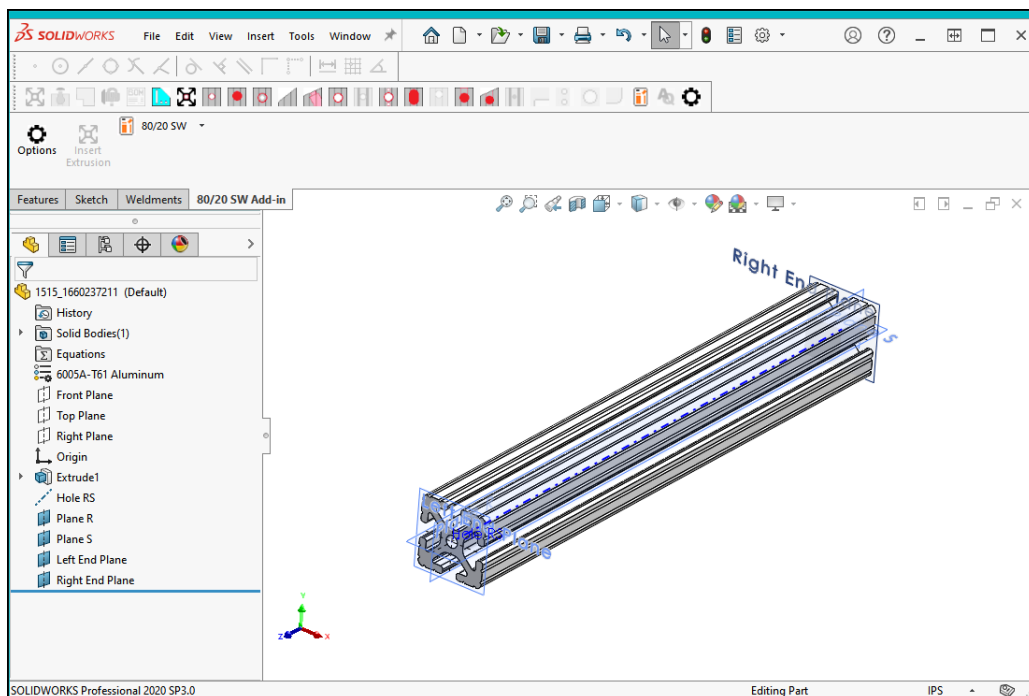 SOLIDWORKS File Edit View Insert Tools Window
80/20 SW
Options
Insert
Extrusion
Features Sketch Weldments 80/20 SW Add-in
1515_1660237211 (Default)
History
Solid Bodies(1)
Equations
6005A-T61 Aluminum
Front Plane
Top Plane
Right Plane
Origin
Extrude1
Hole RS
Plane R
Plane S
Left End Plane
Right End Plane
Right En
Plane
Y
Z X
SOLIDWORKS Professional 2020 SP3.0 Editing Part IPS